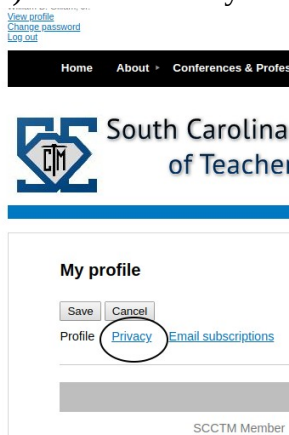 View profile
Change password
Log out
Home About ▸ Conferences & Profes
South Carolina
of Teacher
CTM
My profile
Save Cancel
Profile Privacy Email subscriptions
SCCTM Member